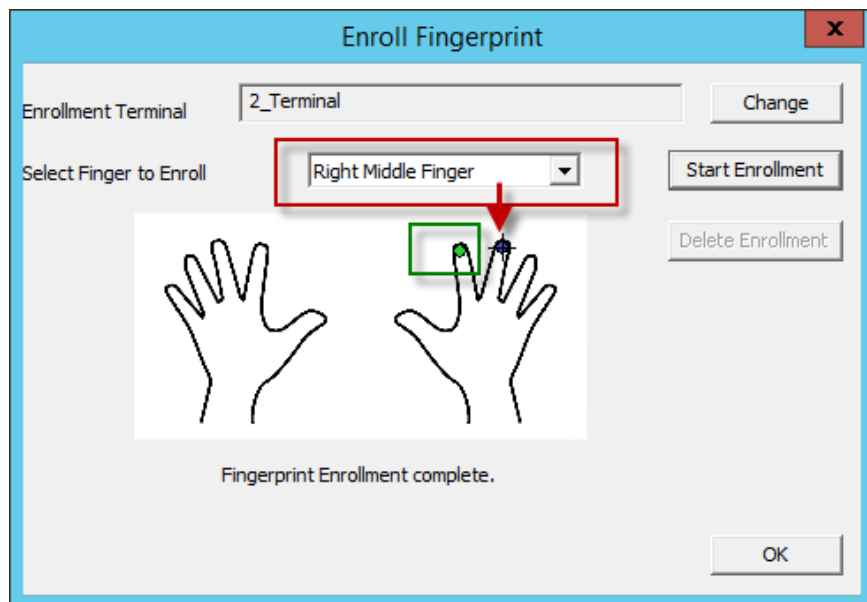 Enroll Fingerprint
x
Enrollment Terminal 2_Terminal Change
Select Finger to Enroll Right Middle Finger Start Enrollment
Delete Enrollment
Fingerprint Enrollment complete.
OK